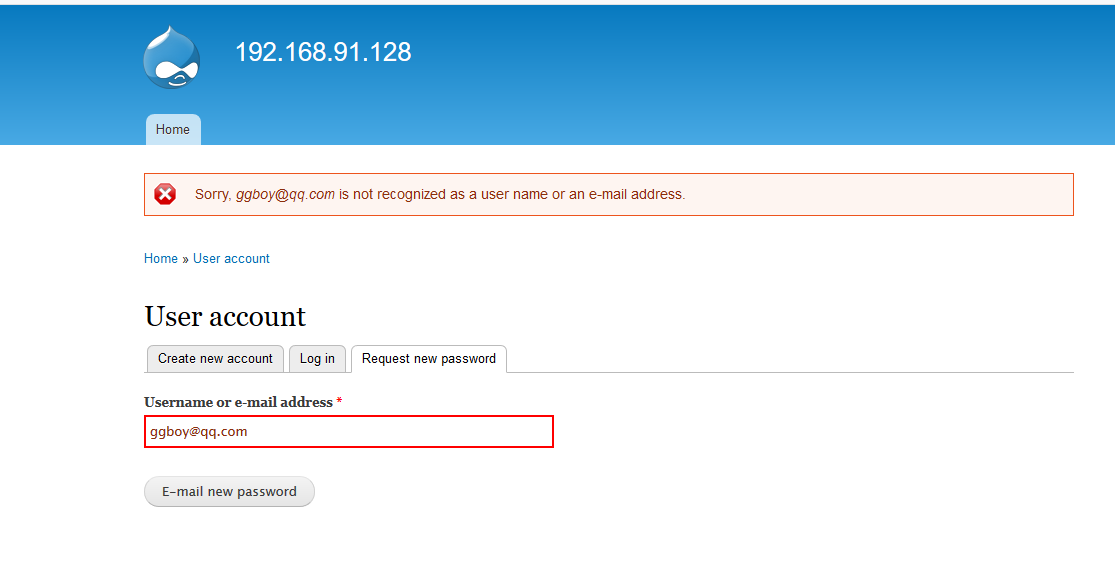 192.168.91.128
Home
Sorry, ggboy@qq.com is not recognized as a user name or an e-mail address.
Home » User account
User account
Create new account Log in Request new password
Username or e-mail address *
ggboy@qq.com
E-mail new password